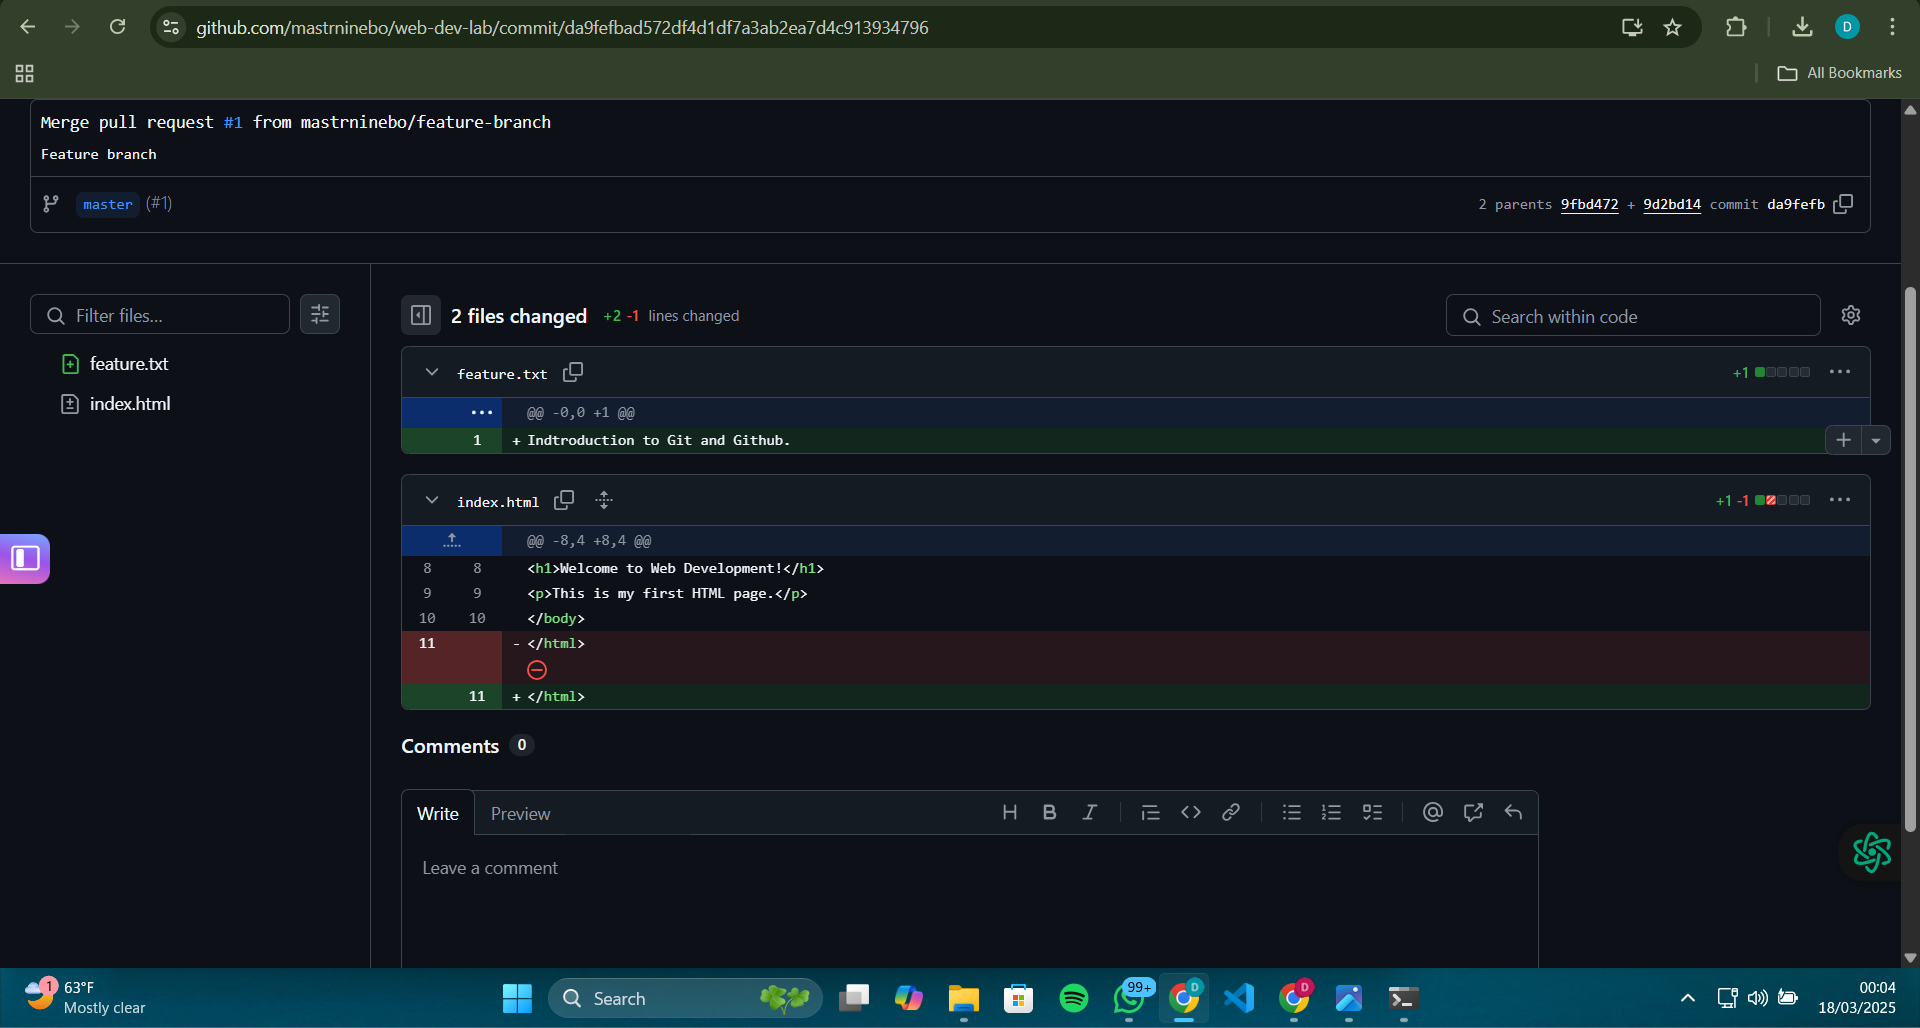 github.com/mastrninebo/web-dev-lab/commit/da9fefbad572df4d1df7a3ab2ea7d4c913934796
D
All Bookmarks
Merge pull request #1 from mastrninebo/feature-branch
Feature branch
master (#1)
2 parents 9fbd472 + 9d2bd14 commit da9fefb
Filter files...
feature.txt
index.html
2 files changed +2 -1 lines changed
Search within code
feature.txt
+1
@@ -0,0 +1 @@
1 + Indtroduction to Git and Github.
index.html
+1 -1
@@ -8,4 +8,4 @@
8 8 <h1>Welcome to Web Development!</h1>
9 9 <p>This is my first HTML page.</p>
10 10 </body>
11 - </html>
11 + </html>
Comments 0
Write Preview
Leave a comment
1
63°F
Mostly clear
Search
99+
D
D
00:04
18/03/2025